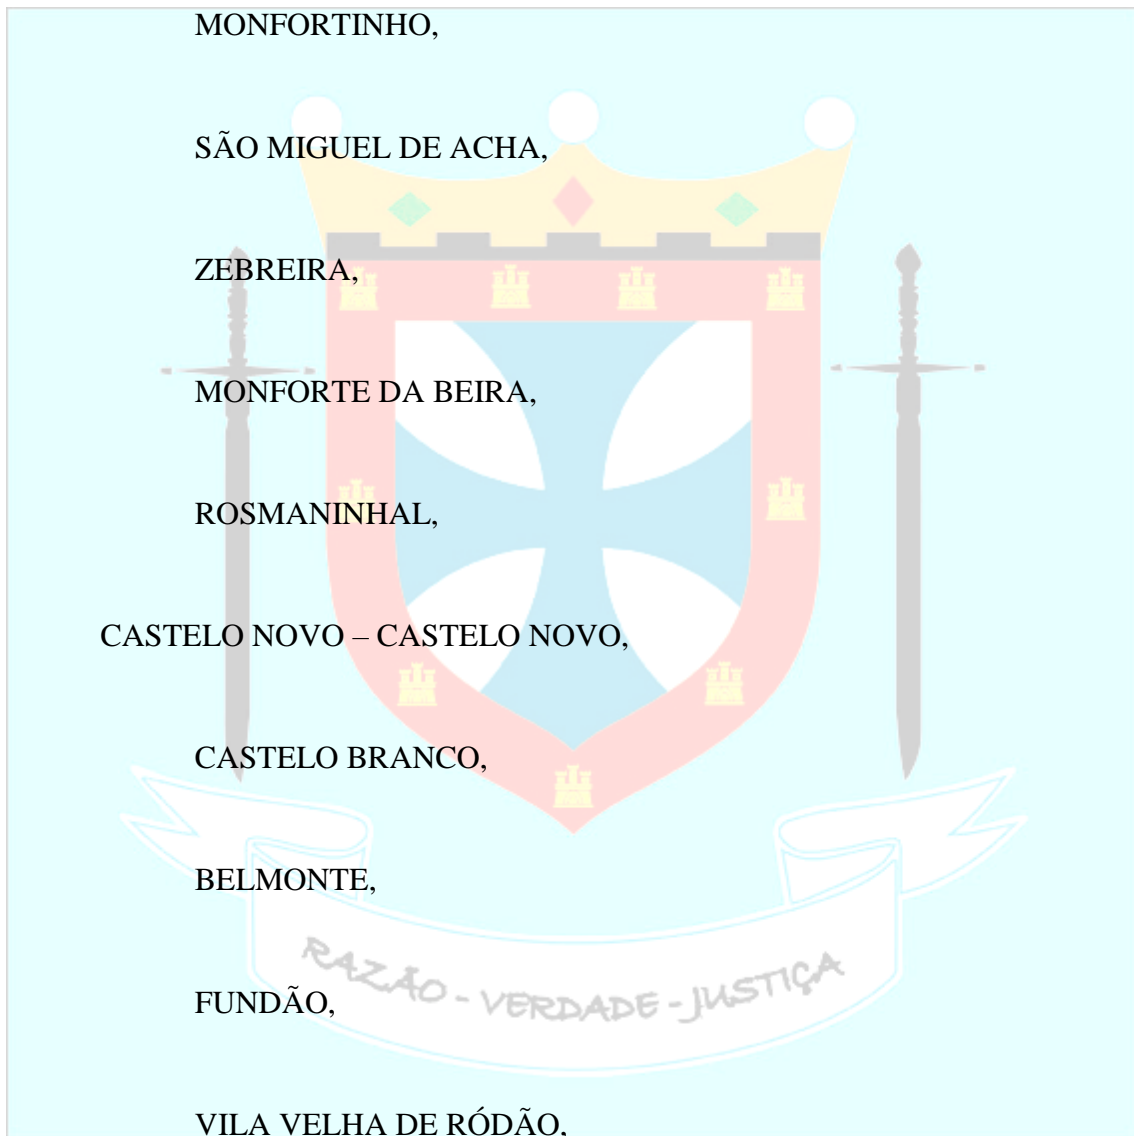 MONFORTINHO,
SÃO MIGUEL DE ACHA,
ZEBREIRA,
MONFORTE DA BEIRA,
ROSMANINHAL,
CASTELO NOVO – CASTELO NOVO,
CASTELO BRANCO,
BELMONTE,
RAZÃO - VERDADE - JUSTIÇA
FUNDÃO,
VILA VELHA DE RÓDÃO,